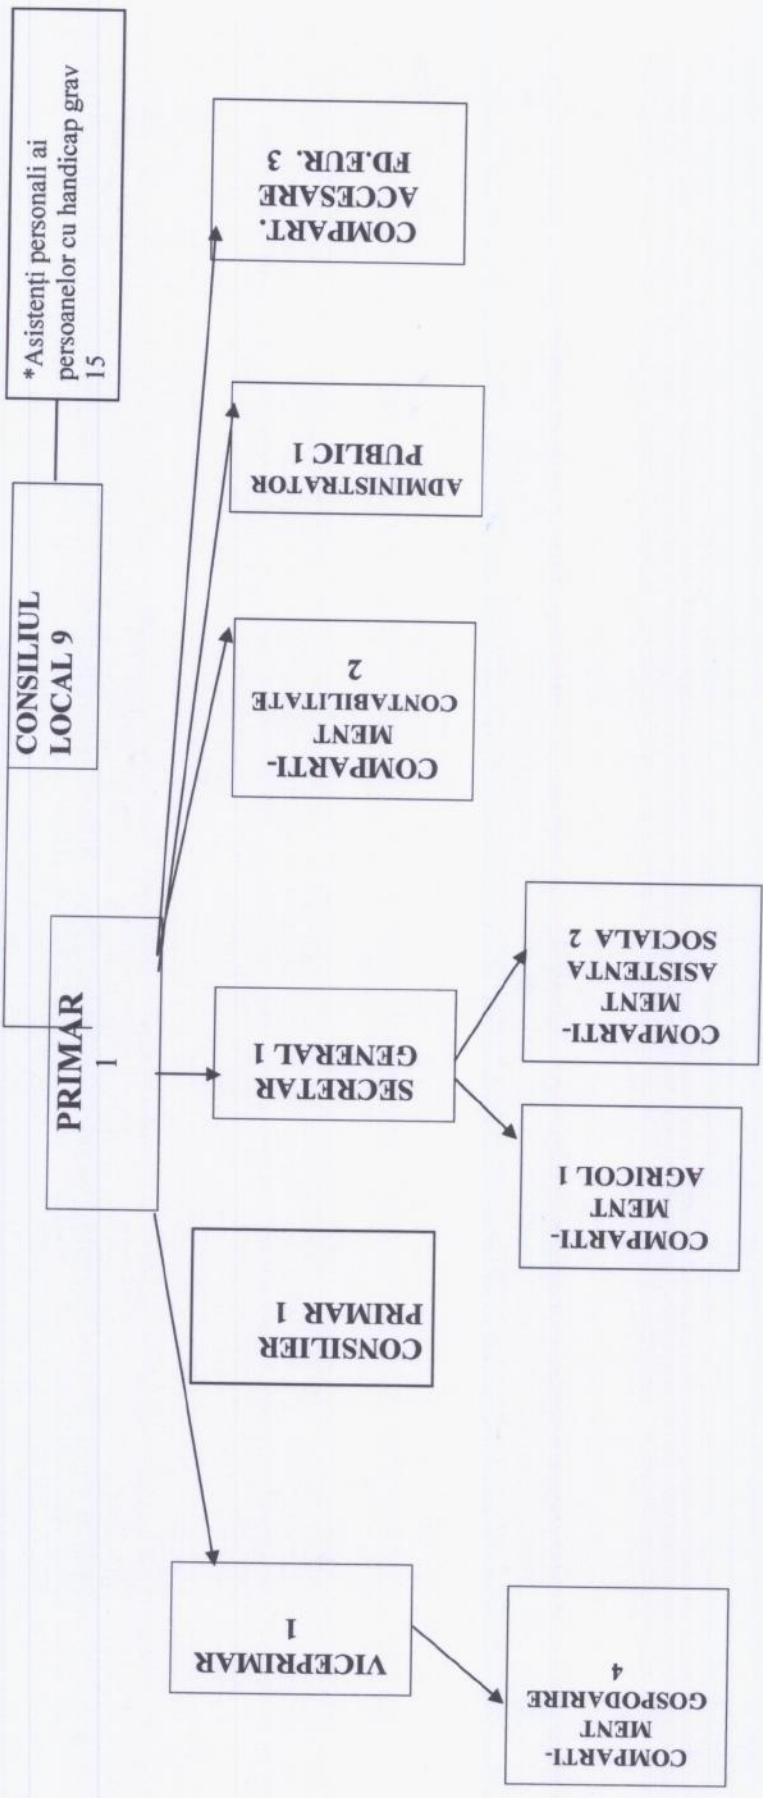 *Asistenți personali ai
persoanelor cu handicap grav
15
CONSILIUL
LOCAL 9
PRIMAR
1
VICEPRIMAR
1
CONSILIER
PRIMAR 1
SECRETAR
GENERAL 1
COMPARTI-
MENT
CONTABILITATE
2
ADMINISTRATOR
PUBLIC 1
COMPART.
ACCESARE
FD.EUR. 3
COMPARTI-
MENT
GOSPODARIRE
4
COMPARTI-
MENT
AGRICOL 1
COMPARTI-
MENT
ASISTENTA
SOCIALA 2